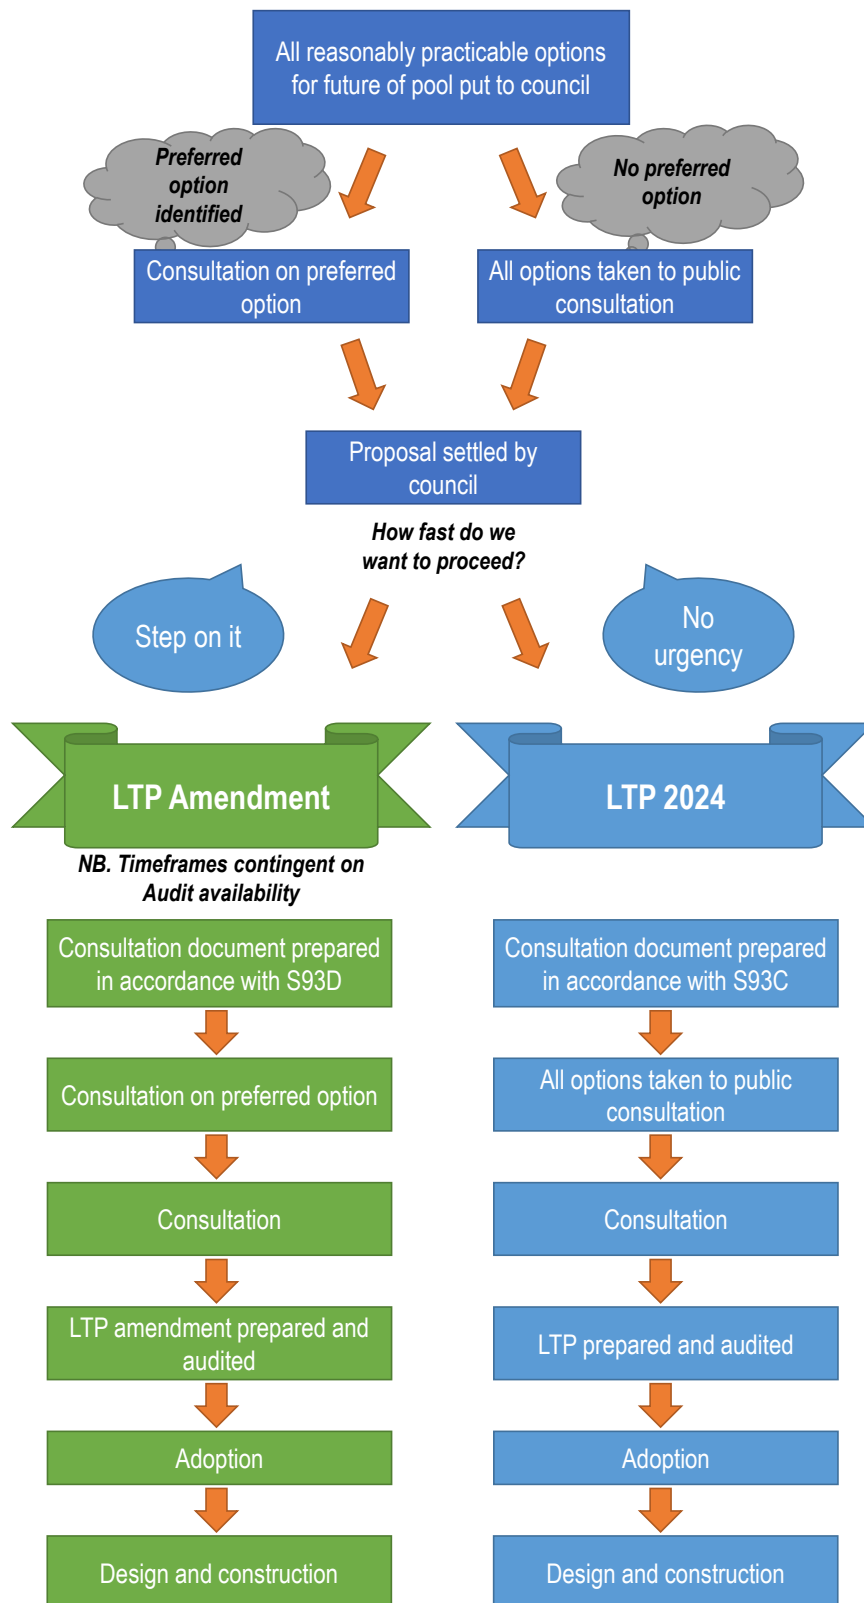 All reasonably practicable options
for future of pool put to council
Preferred
option
identified
No preferred
option
Consultation on preferred
option
All options taken to public
consultation
Proposal settled by
council
How fast do we
want to proceed?
Step on it
No
urgency
LTP Amendment
LTP 2024
NB. Timeframes contingent on
Audit availability
Consultation document prepared
in accordance with S93D
Consultation on preferred option
Consultation
LTP amendment prepared and
audited
Adoption
Design and construction
Consultation document prepared
in accordance with S93C
All options taken to public
consultation
Consultation
LTP prepared and audited
Adoption
Design and construction